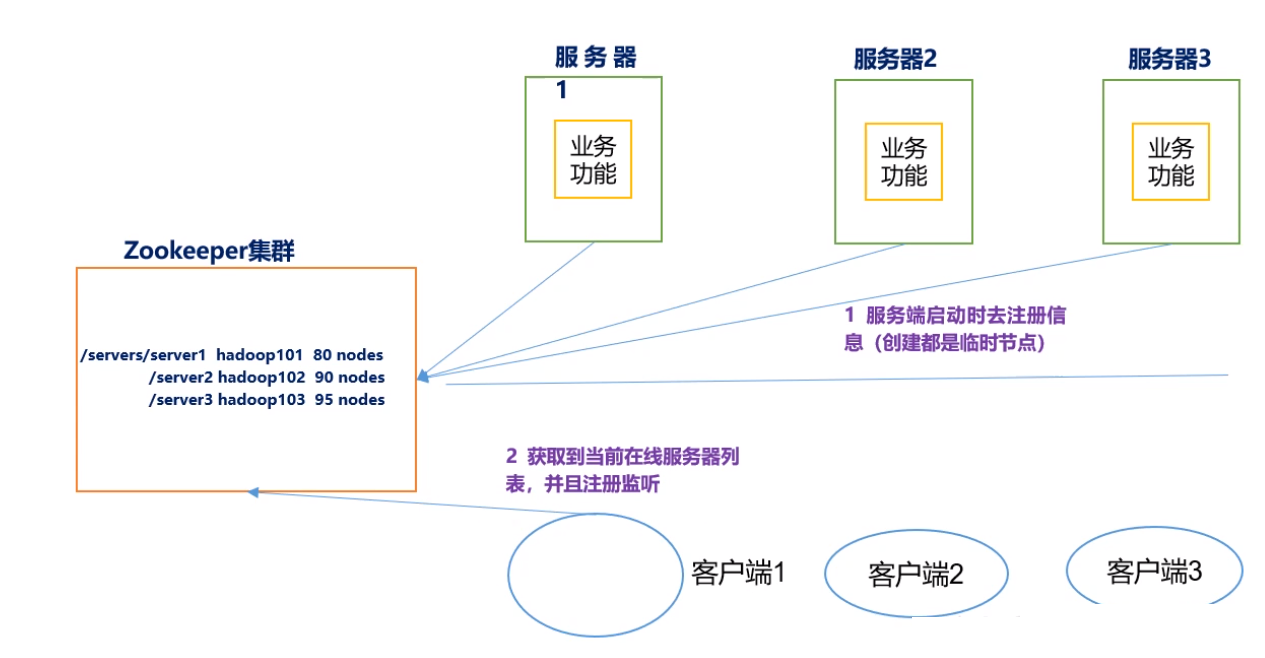 服 务 器
1
服务器2
服务器3
业务
功能
业务
功能
业务
功能
Zookeeper集群
/servers/server1 hadoop101 80 nodes
/server2 hadoop102 90 nodes
/server3 hadoop103 95 nodes
1 服务端启动时去注册信
息（创建都是临时节点）
2 获取到当前在线服务器列
表，并且注册监听
客户端1
客户端2
客户端3